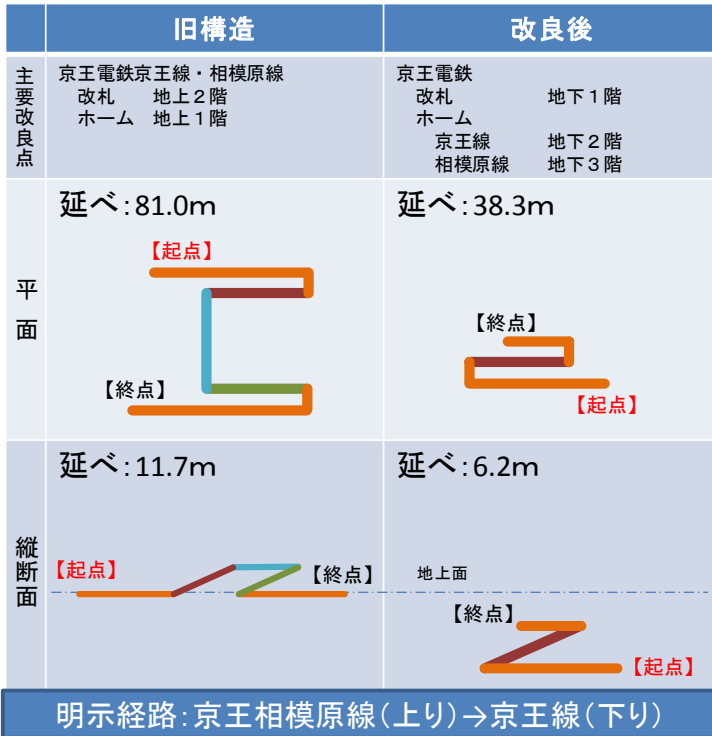 旧構造 改良後
主要改良点
京王電鉄京王線・相模原線
改札 地上2階
ホーム 地上1階
京王電鉄
改札 地下1階
ホーム
京王線 地下2階
相模原線 地下3階
平面
延べ:81.0m
【起点】
【終点】
延べ:38.3m
【終点】
【起点】
縦断面
延べ:11.7m
【起点】
【終点】
延べ:6.2m
地上面
【終点】
【起点】
明示経路:京王相模原線(上り)→京王線(下り)